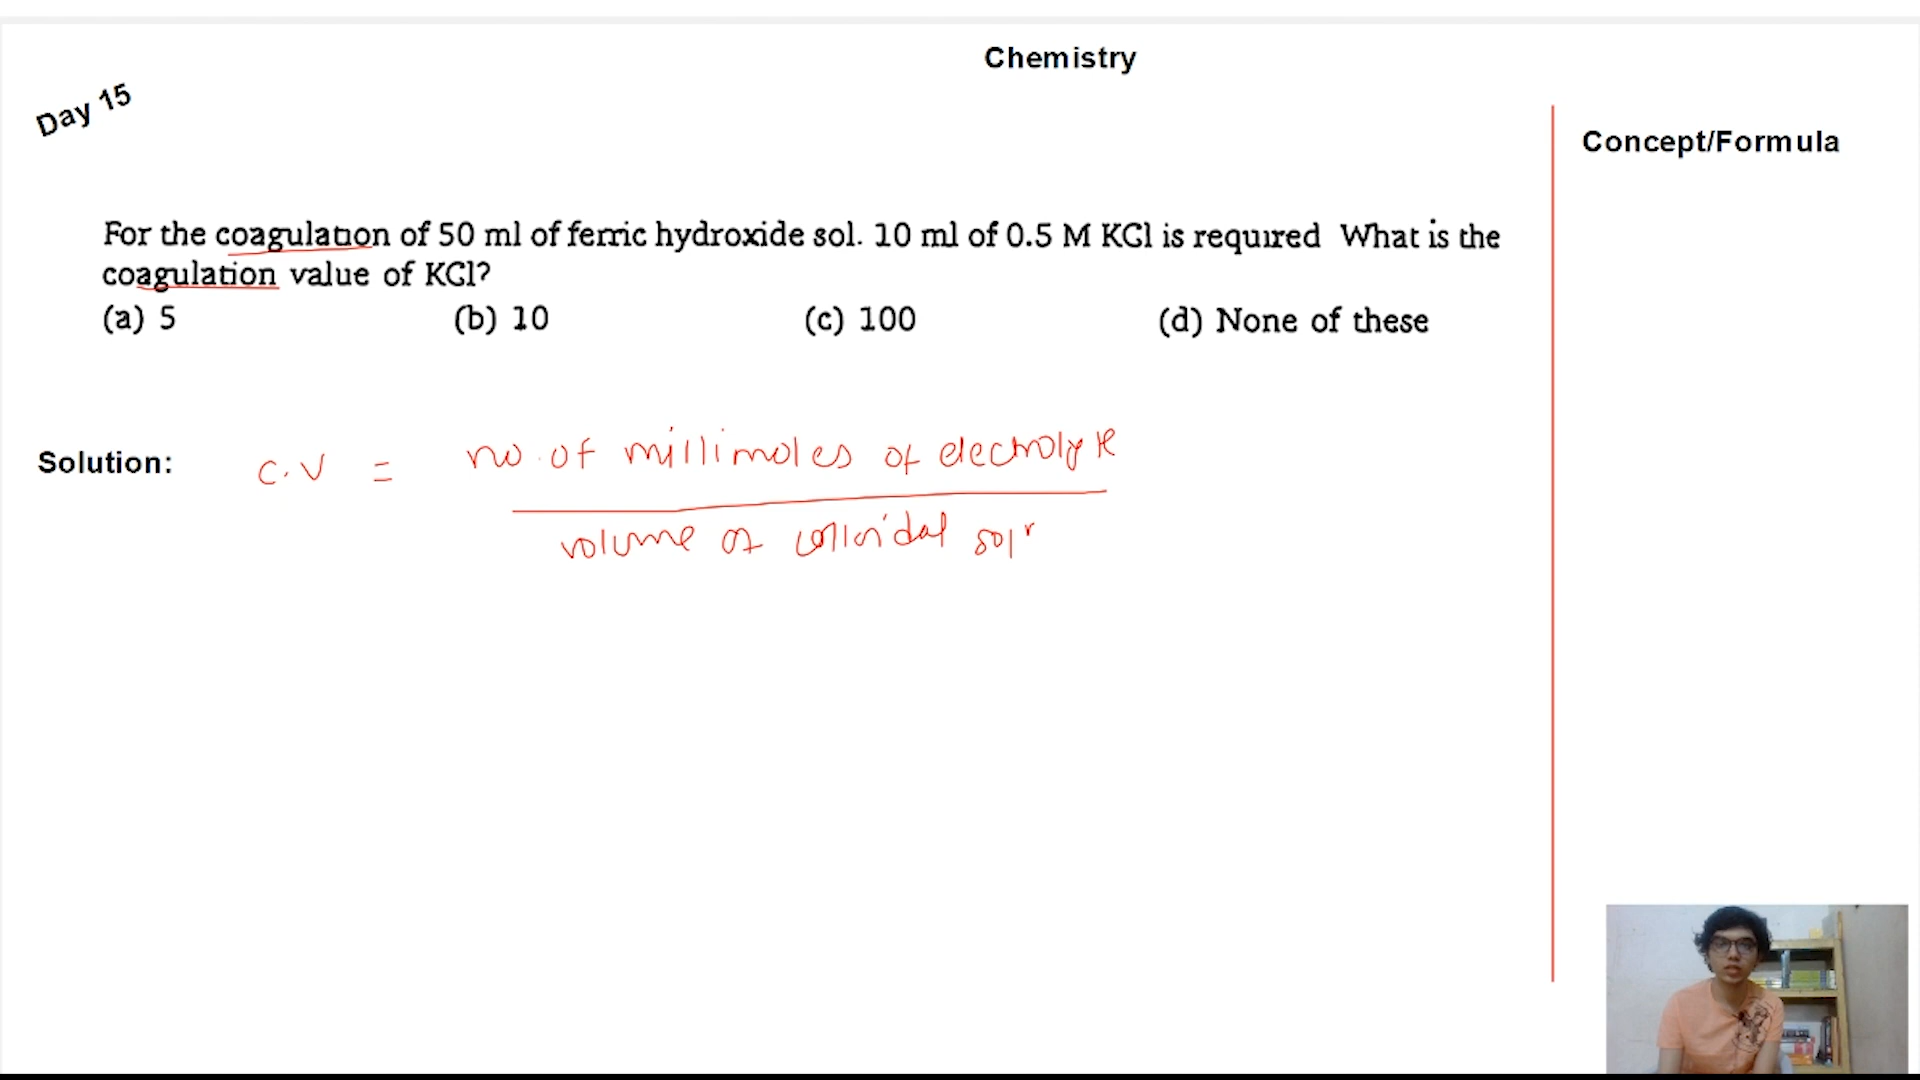 Chemistry
Day 15
Concept/Formula
For the coagulation of 50 ml of ferric hydroxide sol. 10 ml of 0.5 M KCl is required What is the
coagulation value of KCl?
(a) 5 (b) 10 (c) 100 (d) None of these
Solution: C.V = no. of millimoles of electrolyte
volume of colloidal solⁿ